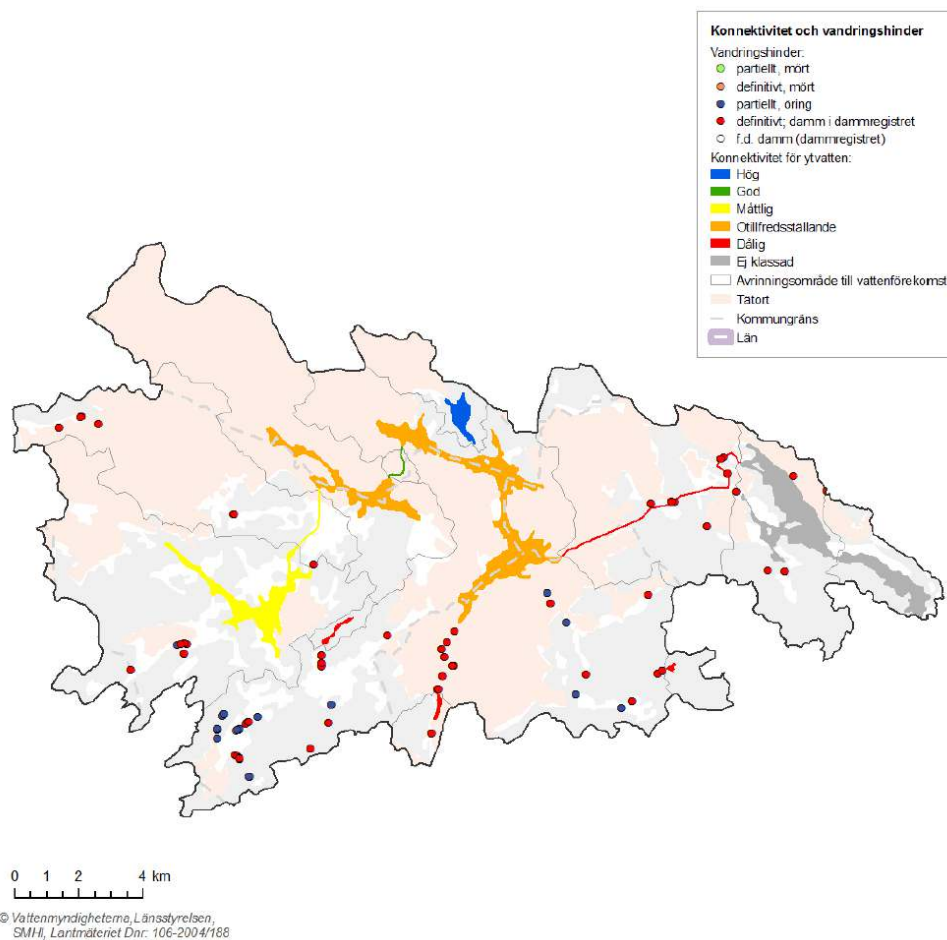 Konnektivitet och vandringshinder
Vandringshinder:
partiellt, mört
definitivt, mört
partiellt, öring
definitivt; damm i dammregistret
f.d. damm (dammregistret)
Konnektivitet för ytvatten:
Hög
God
Måttlig
Otillfredsställande
Dålig
Ej klassad
Avrinningsområde till vattenförekomst
Tätort
Kommungräns
Län
0 1 2 4 km
© Vattenmyndigheterna, Länsstyrelsen,
SMHI, Lantmäteriet Dnr: 106-2004/188